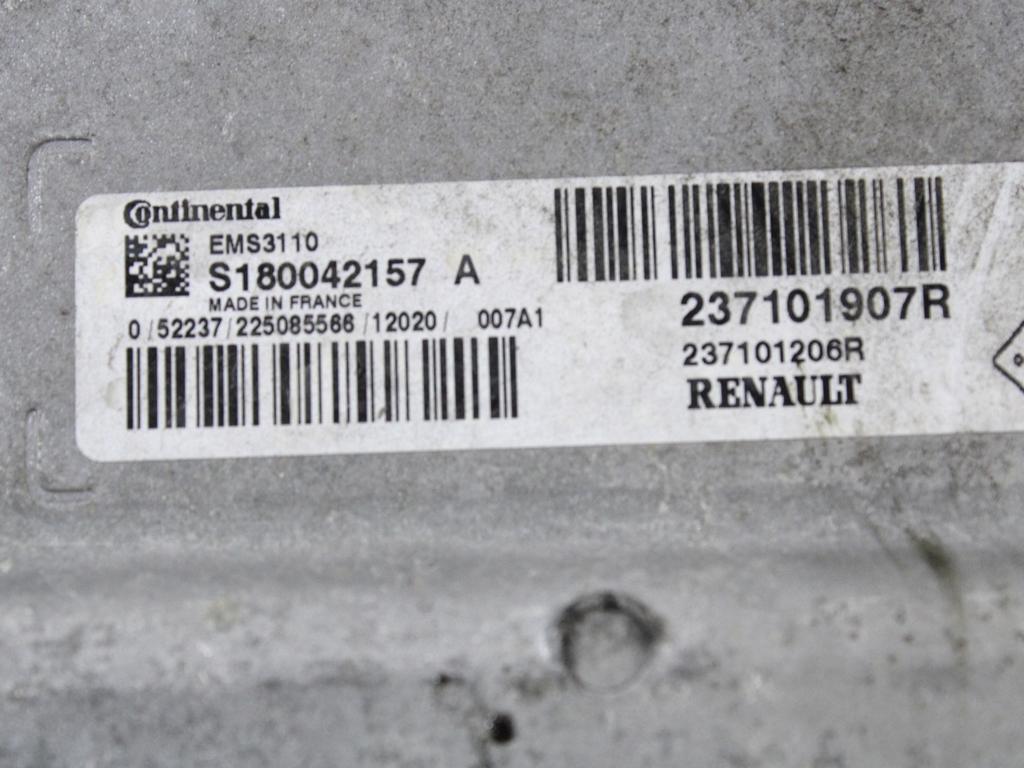 Continental
EMS3110
S180042157 A
MADE IN FRANCE
0/52237/225085566/12020/ 007A1
237101907R
237101206R
RENAULT